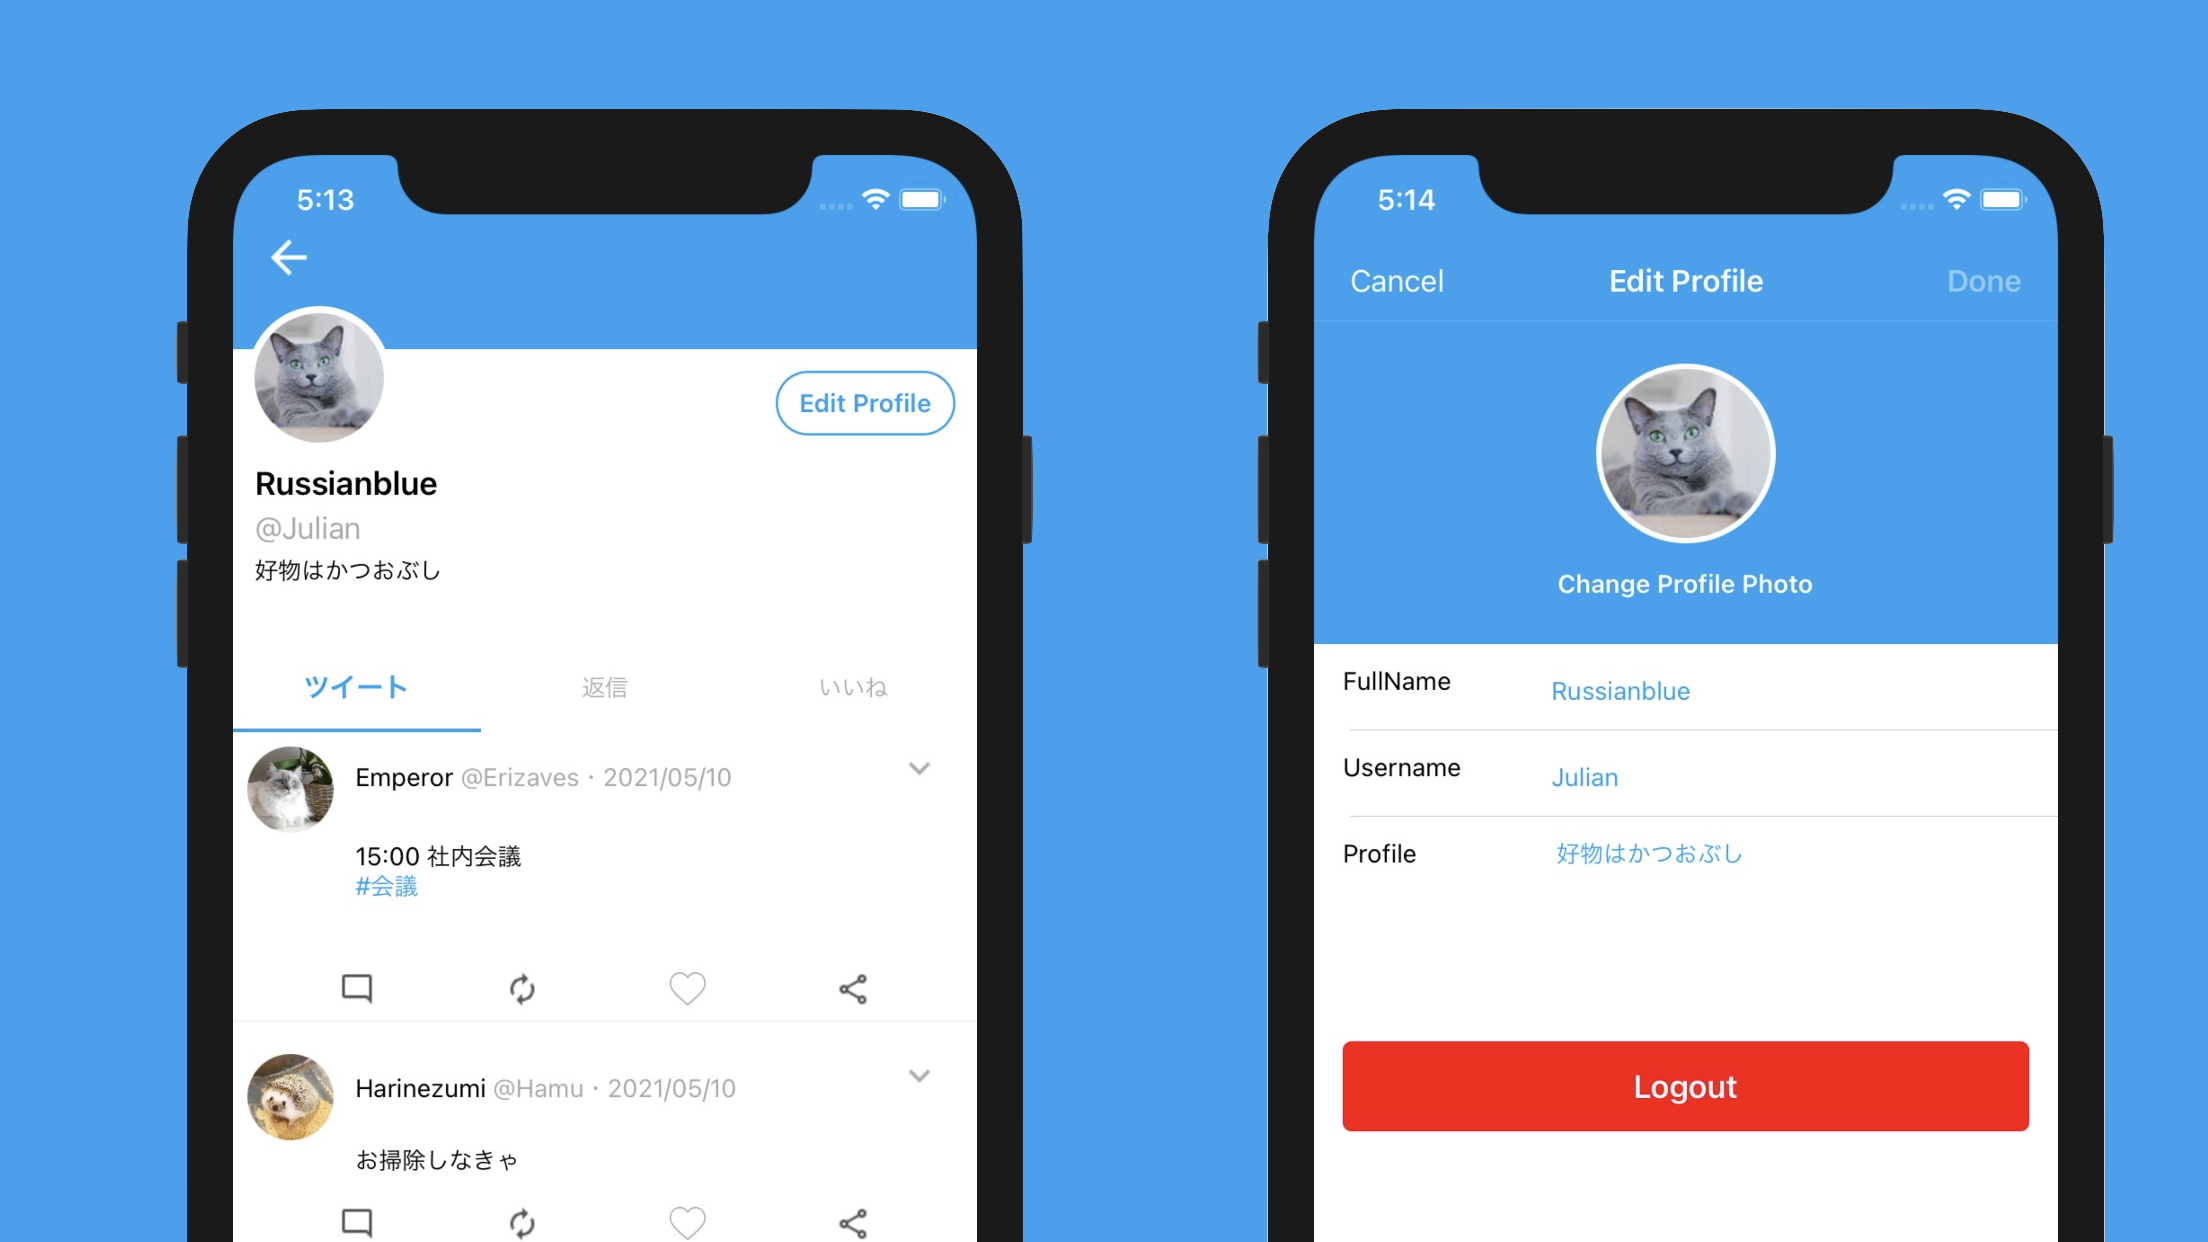 5:13
Edit Profile
Russianblue
@Julian
好物はかつおぶし
ツイート 返信 いいね
Emperor @Erizaves・2021/05/10
15:00 社内会議
#会議
Harinezumi @Hamu・2021/05/10
お掃除しなきゃ
5:14
Cancel Edit Profile Done
Change Profile Photo
FullName Russianblue
Username Julian
Profile 好物はかつおぶし
Logout